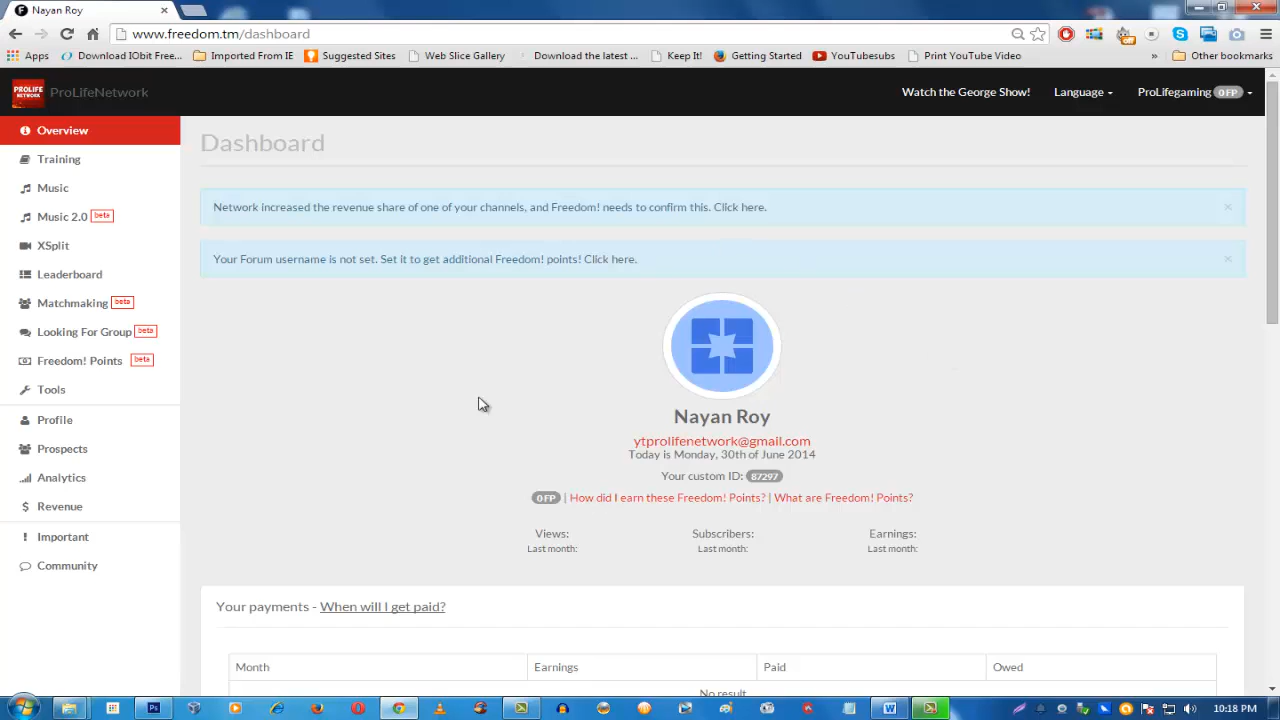 Nayan Roy
www.freedom.tm/dashboard
Apps Download IObit Free... Imported From IE Suggested Sites Web Slice Gallery Download the latest ... Keep It! Getting Started Youtubesubs Print YouTube Video » Other bookmarks
PROLIFE NETWORK ProLifeNetwork Watch the George Show! Language ProLifegaming 0 FP
Overview
Training
Music
Music 2.0 beta
XSplit
Leaderboard
Matchmaking beta
Looking For Group beta
Freedom! Points beta
Tools
Profile
Prospects
Analytics
$ Revenue
! Important
Community
Dashboard
Network increased the revenue share of one of your channels, and Freedom! needs to confirm this. Click here. ×
Your Forum username is not set. Set it to get additional Freedom! points! Click here. ×
Nayan Roy
ytprolifenetwork@gmail.com
Today is Monday, 30th of June 2014
Your custom ID: 87297
0 FP | How did I earn these Freedom! Points? | What are Freedom! Points?
Views: Subscribers: Earnings:
Last month: Last month: Last month:
Your payments - When will I get paid?
Month Earnings Paid Owed
No result
10:18 PM